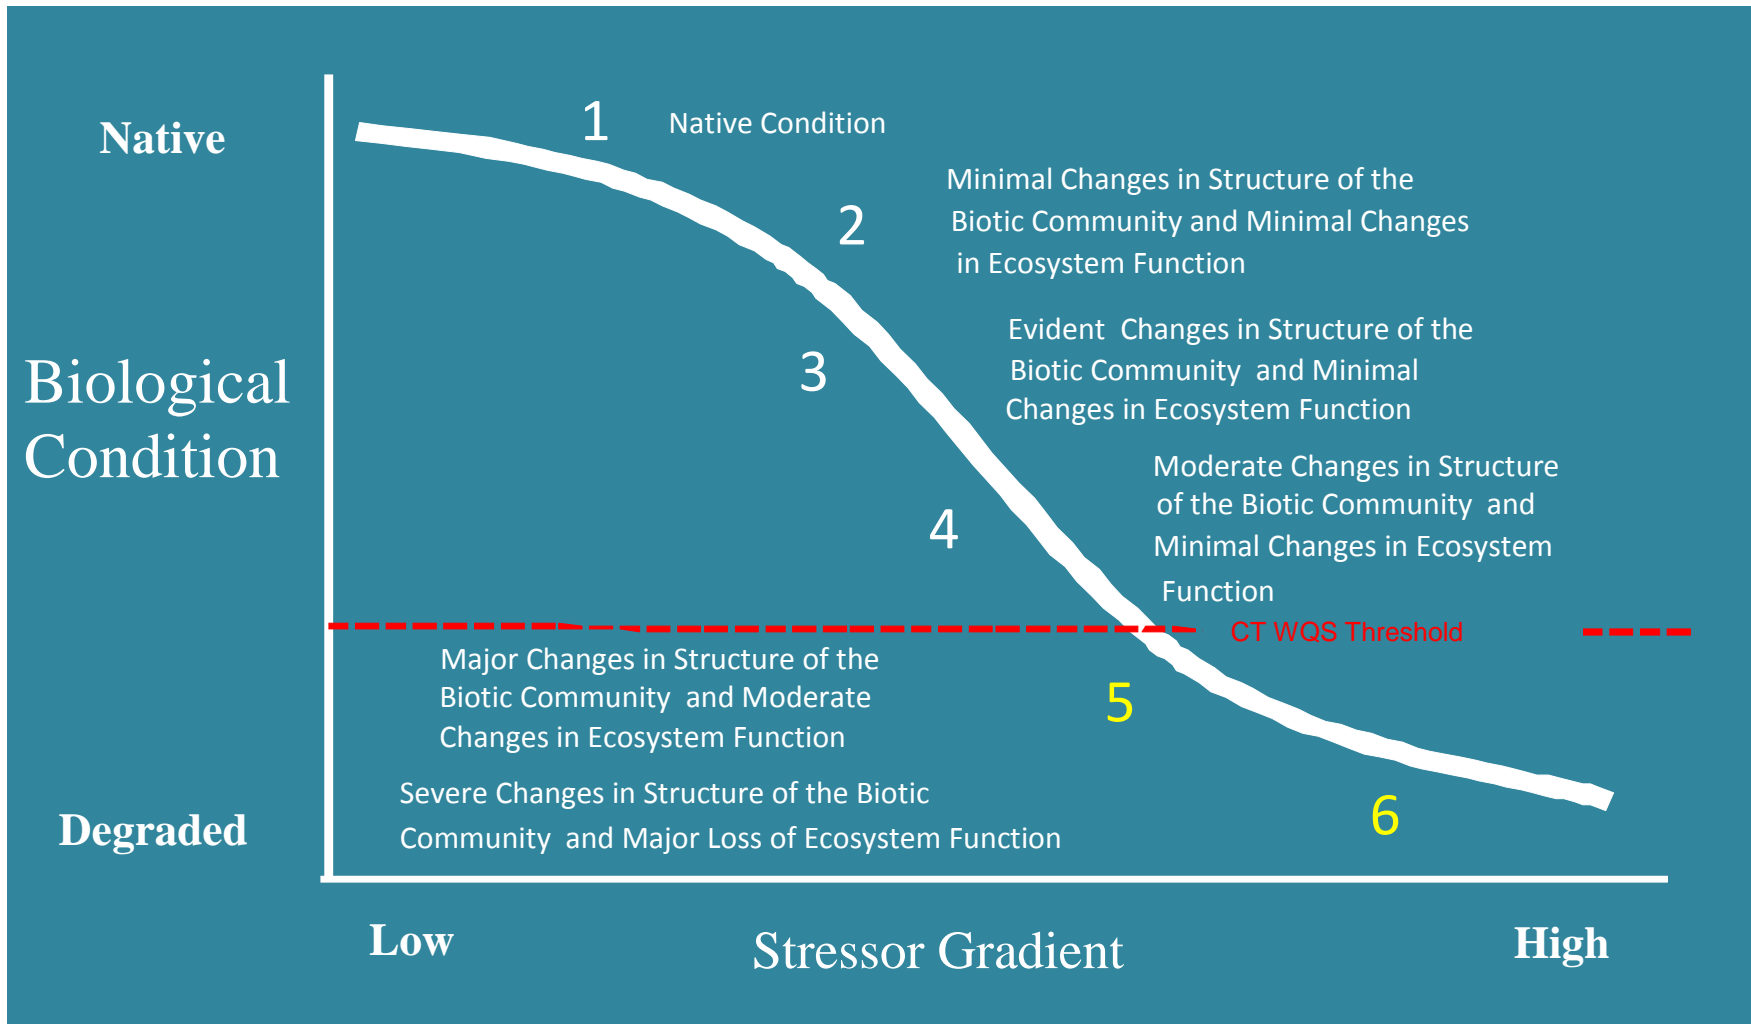 Native
1
Native Condition
2
Minimal Changes in Structure of the
Biotic Community and Minimal Changes
in Ecosystem Function
Biological
Condition
3
Evident Changes in Structure of the
Biotic Community and Minimal
Changes in Ecosystem Function
4
Moderate Changes in Structure
of the Biotic Community and
Minimal Changes in Ecosystem
Function
CT WQS Threshold
Major Changes in Structure of the
Biotic Community and Moderate
Changes in Ecosystem Function
5
Severe Changes in Structure of the Biotic
Community and Major Loss of Ecosystem Function
6
Degraded
Low
Stressor Gradient
High